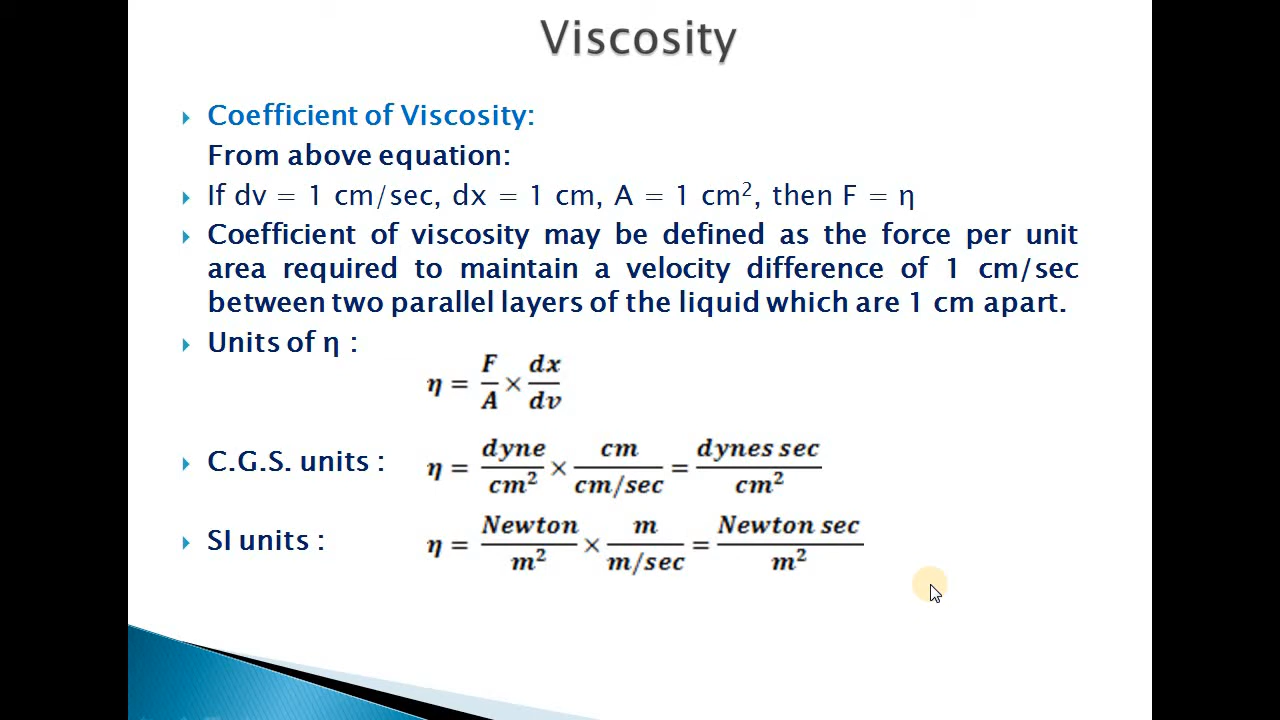 Viscosity
Coefficient of Viscosity:
From above equation:
If dv = 1 cm/sec, dx = 1 cm, A = 1 cm², then F = η
Coefficient of viscosity may be defined as the force per unit
area required to maintain a velocity difference of 1 cm/sec
between two parallel layers of the liquid which are 1 cm apart.
Units of η :
η = F/A × dx/dv
C.G.S. units : η = dyne/cm² × cm/(cm/sec) = dynes sec/cm²
SI units : η = Newton/m² × m/(m/sec) = Newton sec/m²